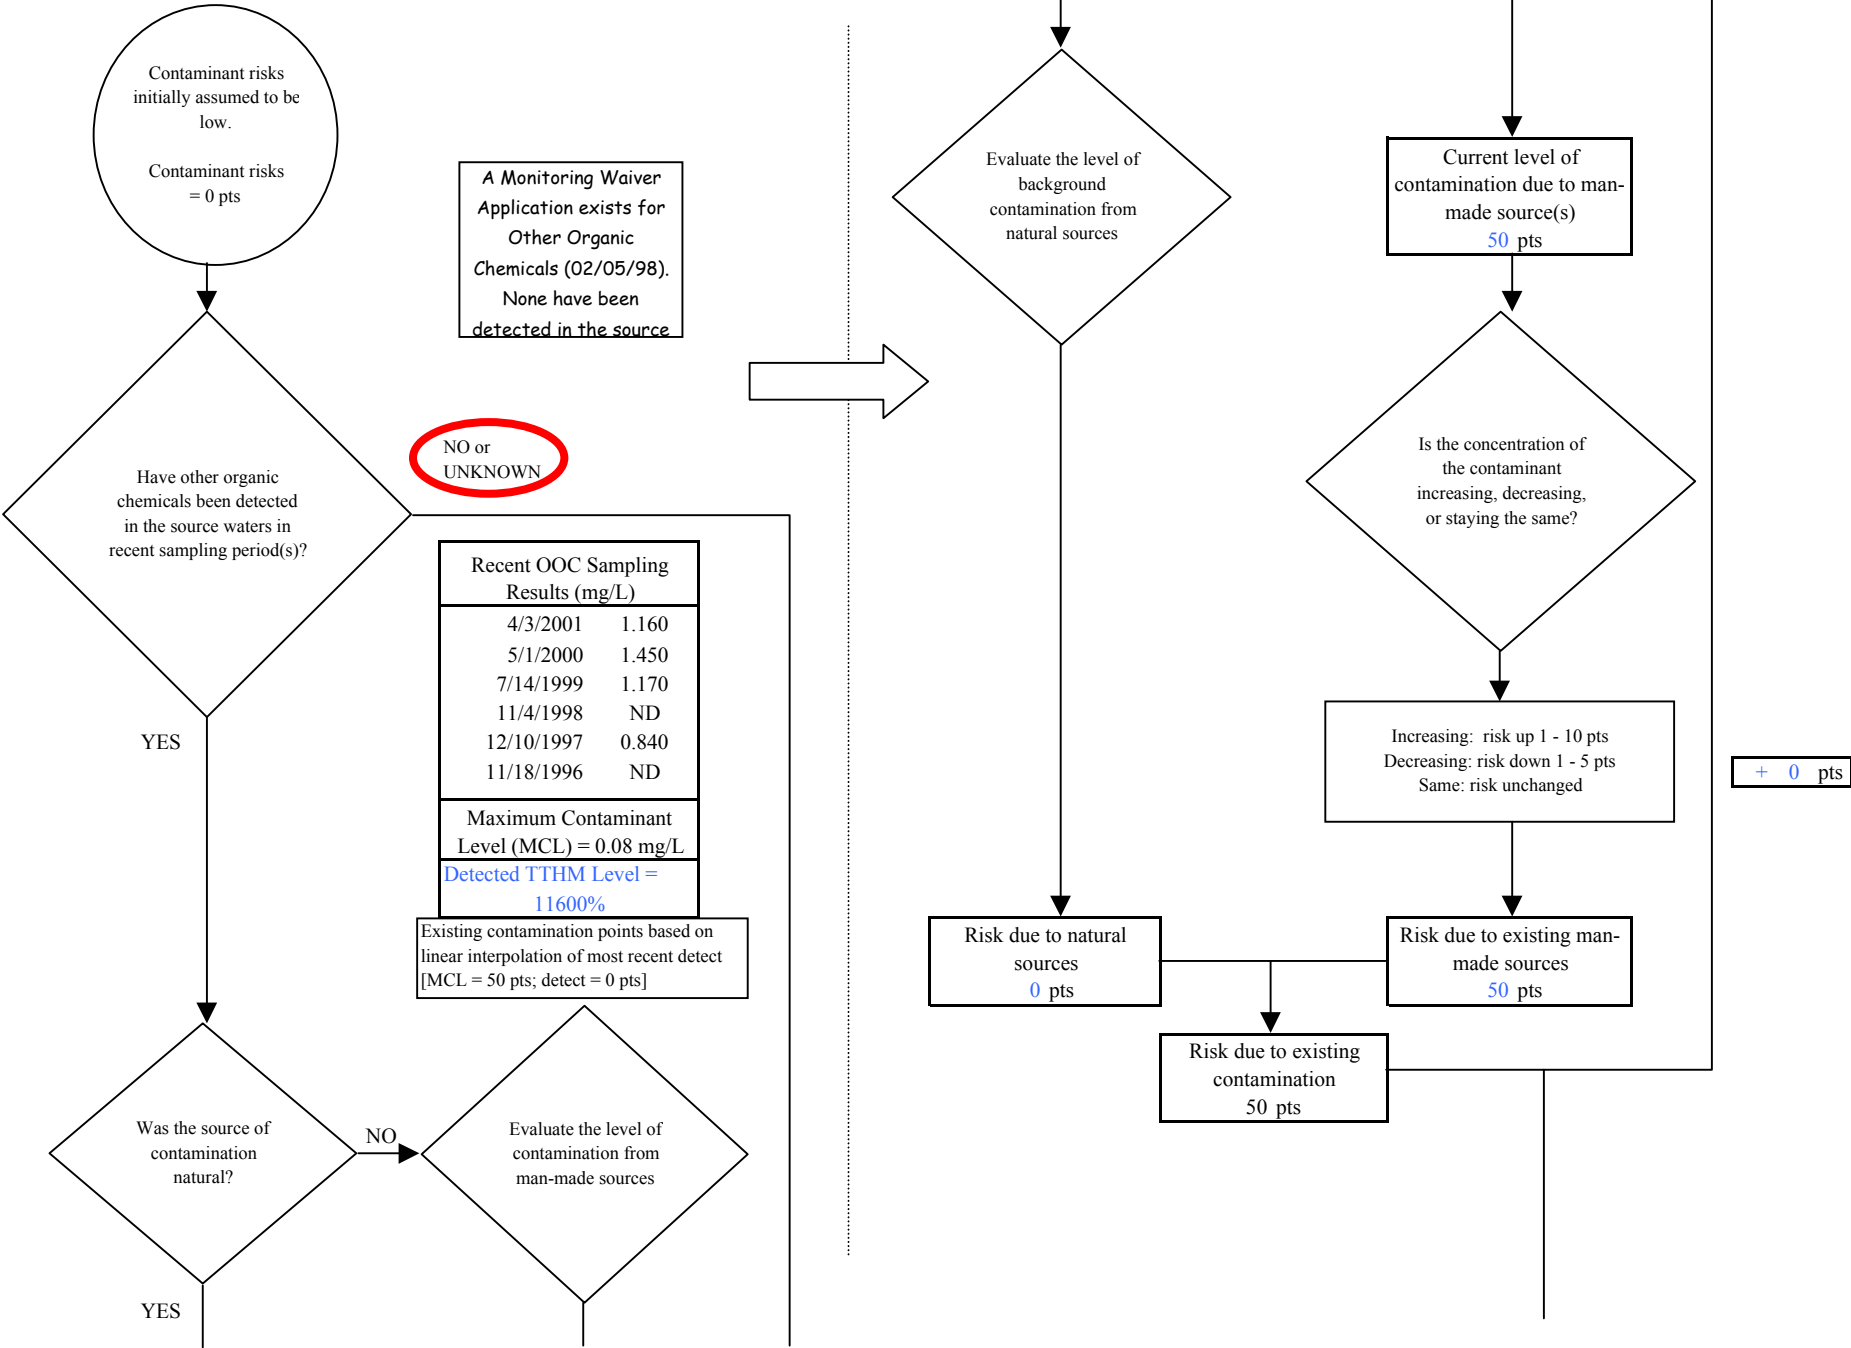 Contaminant risks
initially assumed to be
low.
Contaminant risks
= 0 pts
A Monitoring Waiver
Application exists for
Other Organic
Chemicals (02/05/98).
None have been
detected in the source
NO or
UNKNOWN
Have other organic
chemicals been detected
in the source waters in
recent sampling period(s)?
YES
Recent OOC Sampling
Results (mg/L)
4/3/2001 1.160
5/1/2000 1.450
7/14/1999 1.170
11/4/1998 ND
12/10/1997 0.840
11/18/1996 ND
Maximum Contaminant
Level (MCL) = 0.08 mg/L
Detected TTHM Level =
11600%
Existing contamination points based on
linear interpolation of most recent detect
[MCL = 50 pts; detect = 0 pts]
Was the source of
contamination
natural?
NO
Evaluate the level of
contamination from
man-made sources
YES
Evaluate the level of
background
contamination from
natural sources
Current level of
contamination due to man-
made source(s)
50 pts
Is the concentration of
the contaminant
increasing, decreasing,
or staying the same?
Increasing: risk up 1 - 10 pts
Decreasing: risk down 1 - 5 pts
Same: risk unchanged
+ 0 pts
Risk due to natural
sources
0 pts
Risk due to existing man-
made sources
50 pts
Risk due to existing
contamination
50 pts